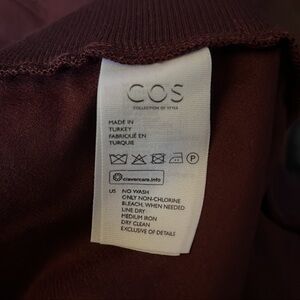 COS
COLLECTION OF STYLE
MADE IN
TURKEY
FABRIQUÉ EN
TURQUIE
P
clevercare.info
US NO WASH
ONLY NON-CHLORINE
BLEACH, WHEN NEEDED
LINE DRY
MEDIUM IRON
DRY CLEAN
EXCLUSIVE OF DETAILS